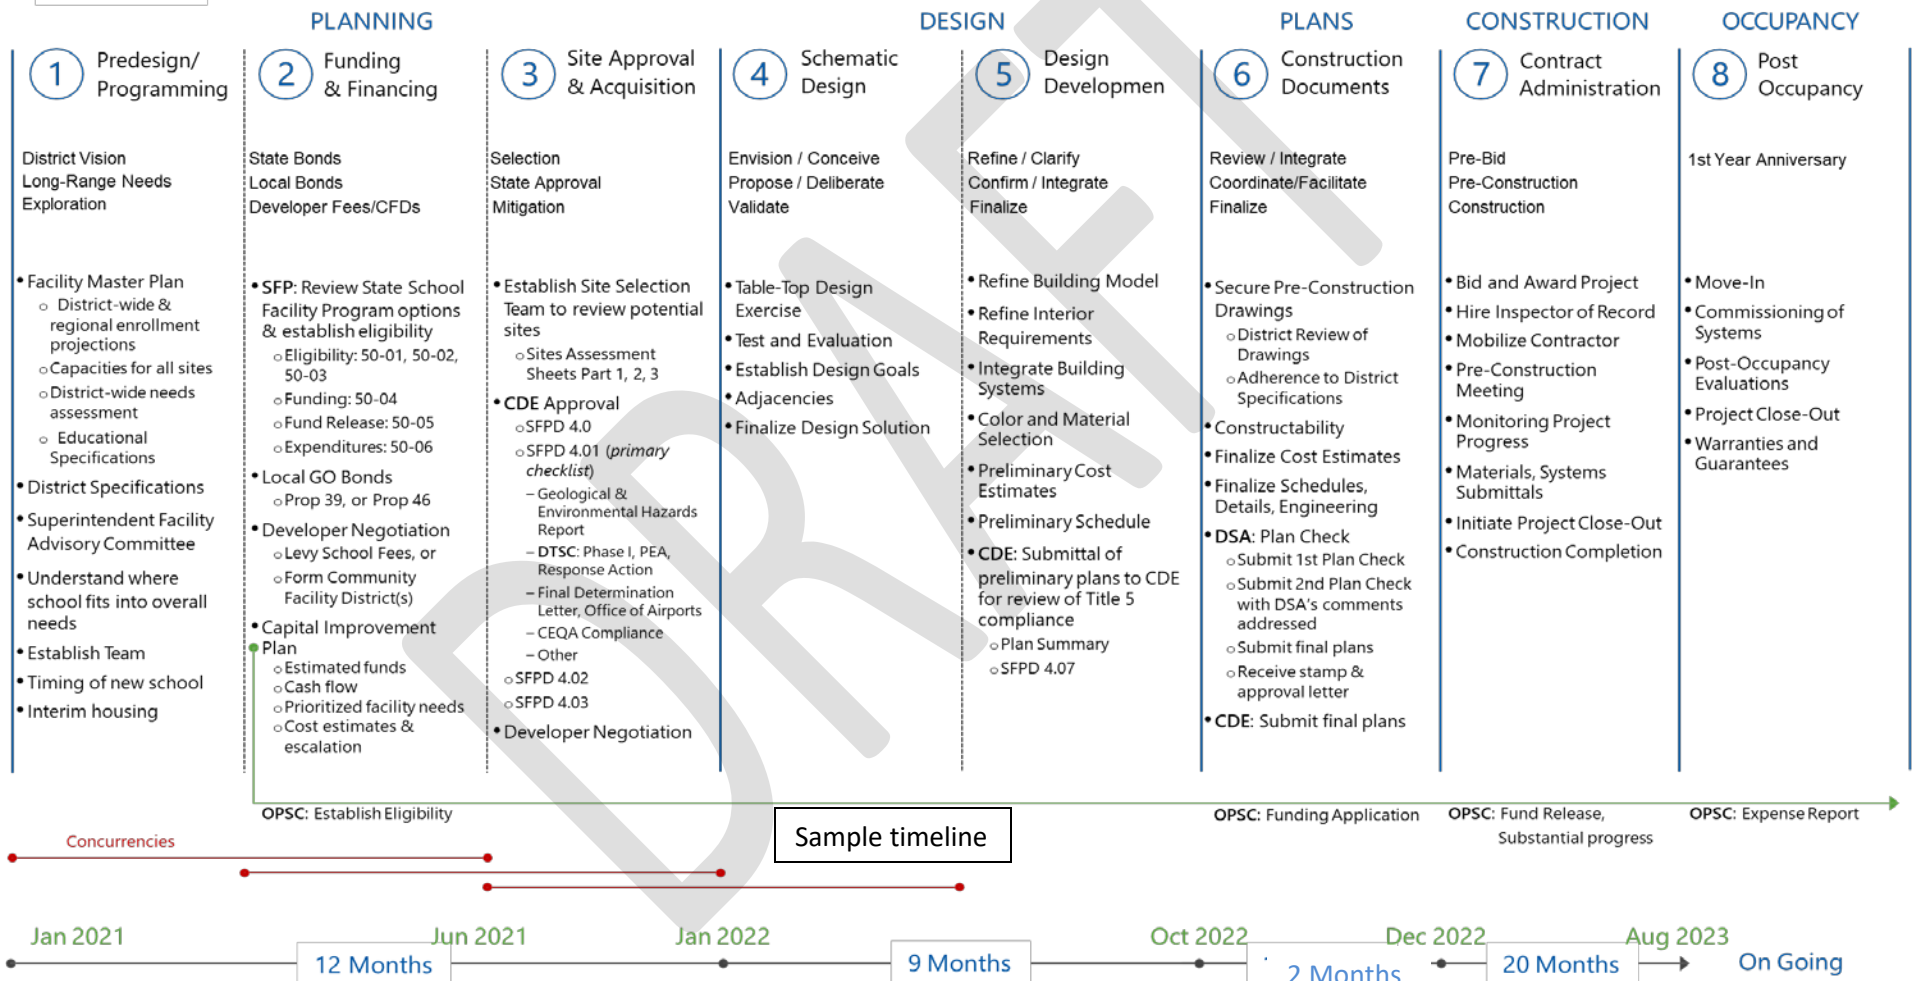 PLANNING
DESIGN
PLANS
CONSTRUCTION
OCCUPANCY
1
Predesign/
Programming
District Vision
Long-Range Needs
Exploration
• Facility Master Plan
o District-wide &
regional enrollment
projections
o Capacities for all sites
o District-wide needs
assessment
o Educational
Specifications
• District Specifications
• Superintendent Facility
Advisory Committee
• Understand where
school fits into overall
needs
• Establish Team
• Timing of new school
• Interim housing
2
Funding
& Financing
State Bonds
Local Bonds
Developer Fees/CFDs
• SFP: Review State School
Facility Program options
& establish eligibility
o Eligibility: 50-01, 50-02,
50-03
o Funding: 50-04
o Fund Release: 50-05
o Expenditures: 50-06
• Local GO Bonds
o Prop 39, or Prop 46
• Developer Negotiation
o Levy School Fees, or
o Form Community
Facility District(s)
• Capital Improvement
Plan
o Estimated funds
o Cash flow
o Prioritized facility needs
o Cost estimates &
escalation
3
Site Approval
& Acquisition
Selection
State Approval
Mitigation
• Establish Site Selection
Team to review potential
sites
o Sites Assessment
Sheets Part 1, 2, 3
• CDE Approval
o SFPD 4.0
o SFPD 4.01 (primary
checklist)
– Geological &
Environmental Hazards
Report
– DTSC: Phase I, PEA,
Response Action
– Final Determination
Letter, Office of Airports
– CEQA Compliance
– Other
o SFPD 4.02
o SFPD 4.03
• Developer Negotiation
4
Schematic
Design
Envision / Conceive
Propose / Deliberate
Validate
• Table-Top Design
Exercise
• Test and Evaluation
• Establish Design Goals
• Adjacencies
• Finalize Design Solution
5
Design
Developmen
Refine / Clarify
Confirm / Integrate
Finalize
• Refine Building Model
• Refine Interior
Requirements
• Integrate Building
Systems
• Color and Material
Selection
• Preliminary Cost
Estimates
• Preliminary Schedule
• CDE: Submittal of
preliminary plans to CDE
for review of Title 5
compliance
o Plan Summary
o SFPD 4.07
6
Construction
Documents
Review / Integrate
Coordinate/Facilitate
Finalize
• Secure Pre-Construction
Drawings
o District Review of
Drawings
o Adherence to District
Specifications
• Constructability
• Finalize Cost Estimates
• Finalize Schedules,
Details, Engineering
• DSA: Plan Check
o Submit 1st Plan Check
o Submit 2nd Plan Check
with DSA's comments
addressed
o Submit final plans
o Receive stamp &
approval letter
• CDE: Submit final plans
7
Contract
Administration
Pre-Bid
Pre-Construction
Construction
• Bid and Award Project
• Hire Inspector of Record
• Mobilize Contractor
• Pre-Construction
Meeting
• Monitoring Project
Progress
• Materials, Systems
Submittals
• Initiate Project Close-Out
• Construction Completion
8
Post
Occupancy
1st Year Anniversary
• Move-In
• Commissioning of
Systems
• Post-Occupancy
Evaluations
• Project Close-Out
• Warranties and
Guarantees
DRAFT
OPSC: Establish Eligibility
OPSC: Funding Application
OPSC: Fund Release,
Substantial progress
OPSC: Expense Report
Sample timeline
Concurrencies
Jan 2021
Jun 2021
Jan 2022
Oct 2022
Dec 2022
Aug 2023
12 Months
9 Months
2 Months
20 Months
On Going